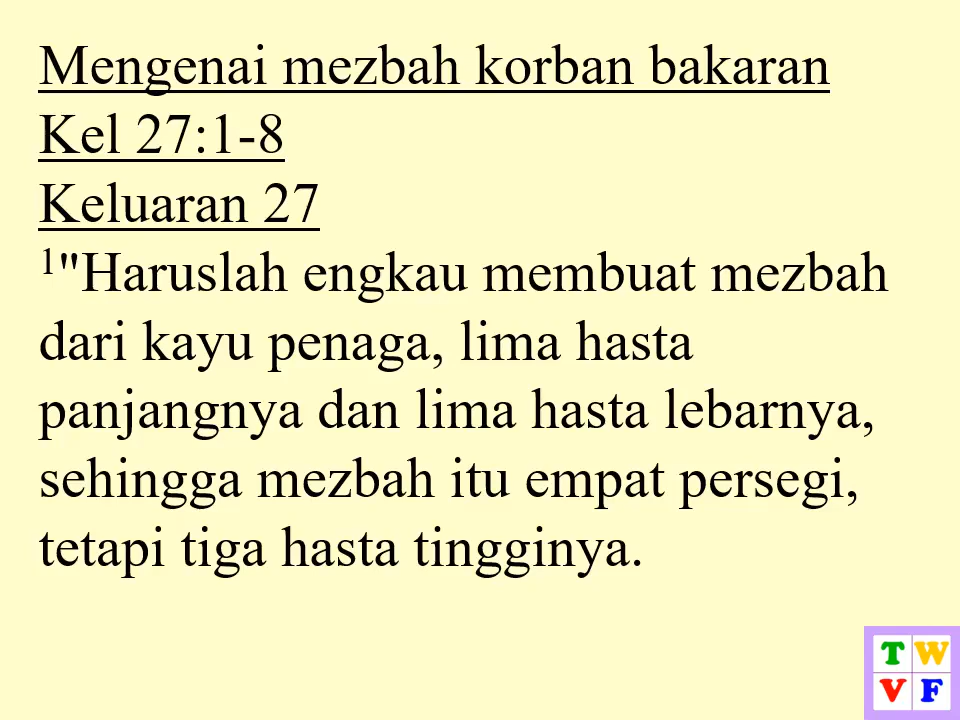 Mengenai mezbah korban bakaran
Kel 27:1-8
Keluaran 27
1"Haruslah engkau membuat mezbah
dari kayu penaga, lima hasta
panjangnya dan lima hasta lebarnya,
sehingga mezbah itu empat persegi,
tetapi tiga hasta tingginya.
T W
V F